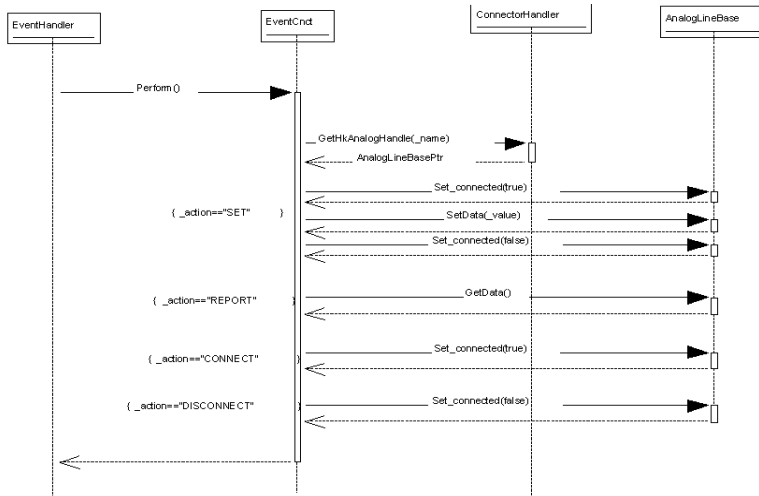 EventHandler
EventCnct
ConnectorHandler
AnalogLineBase
Perform()
GetHkAnalogHandle(_name)
AnalogLineBasePtr
Set_connected(true)
{ _action=="SET" }
SetData(_value)
Set_connected(false)
{ _action=="REPORT" }
GetData()
{ _action=="CONNECT" }
Set_connected(true)
{ _action=="DISCONNECT" }
Set_connected(false)